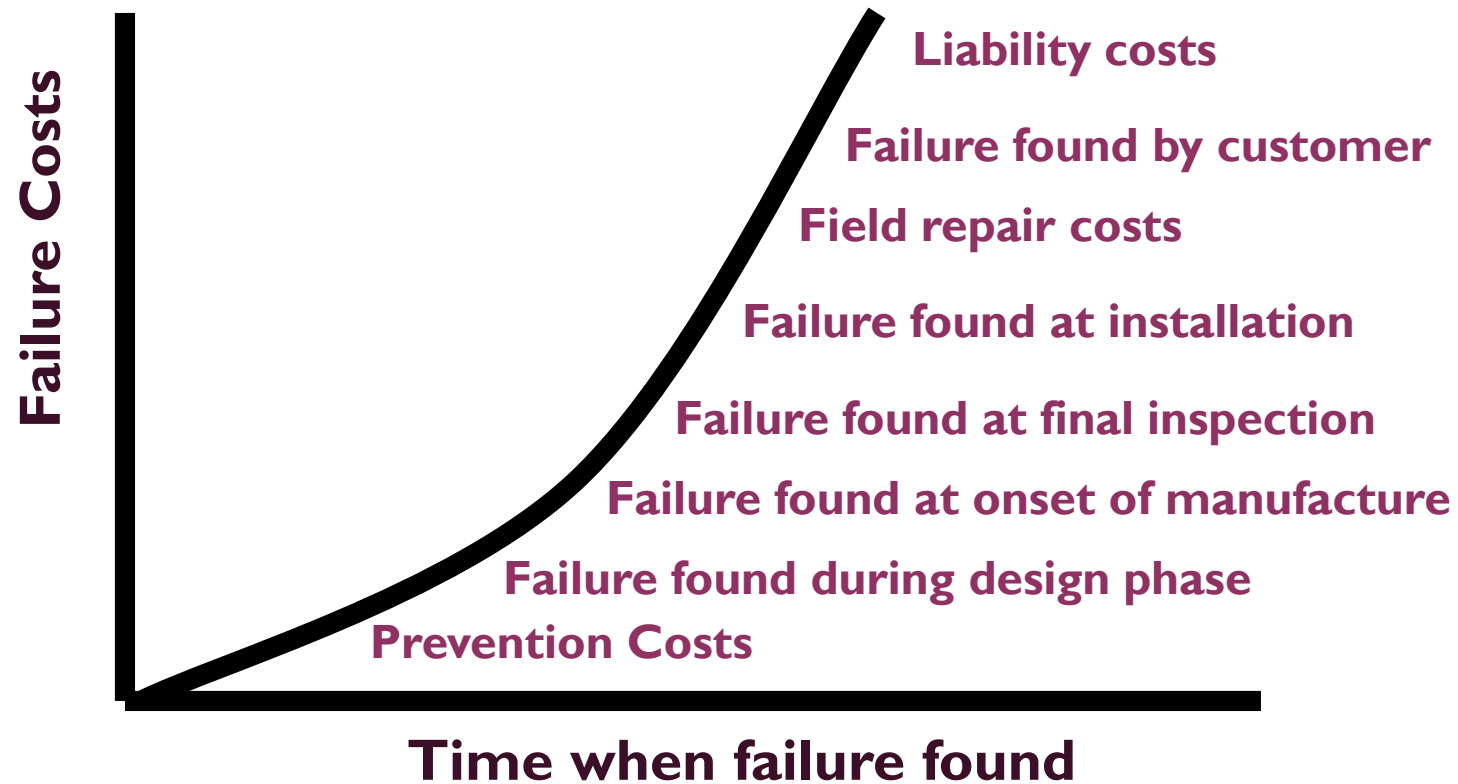 Failure Costs
Liability costs
Failure found by customer
Field repair costs
Failure found at installation
Failure found at final inspection
Failure found at onset of manufacture
Failure found during design phase
Prevention Costs
Time when failure found